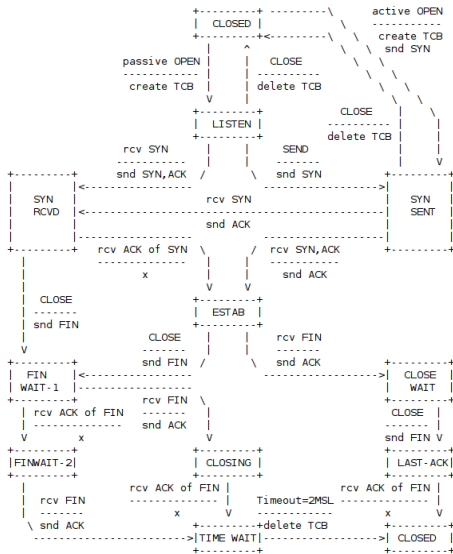 +---------+ ---------\ active OPEN
| CLOSED | \ -----------
+---------+<---------\ \ create TCB
| ^ \ \ snd SYN
passive OPEN | | CLOSE \ \
------------ | | ---------- \ \
create TCB | | delete TCB \ \
V | \ \
+---------+ CLOSE | \
| LISTEN | ---------- | |
+---------+ delete TCB | |
rcv SYN | | SEND | |
----------- | | ------- | V
+---------+ snd SYN,ACK / \ snd SYN +---------+
| |<----------------- ------------------>| |
| SYN | rcv SYN | SYN |
| RCVD |<-----------------------------------------------| SENT |
| | snd ACK | |
| |------------------ -------------------| |
+---------+ rcv ACK of SYN \ / rcv SYN,ACK +---------+
| -------------- | | -----------
| x | | snd ACK
| V V
| CLOSE +---------+
| ------- | ESTAB |
| snd FIN +---------+
| CLOSE | | rcv FIN
V ------- | | -------
+---------+ snd FIN / \ snd ACK +---------+
| FIN |<----------------- ------------------>| CLOSE |
| WAIT-1 |------------------ | WAIT |
+---------+ rcv FIN \ +---------+
| rcv ACK of FIN ------- | CLOSE |
| -------------- snd ACK | ------- |
V x V snd FIN V
+---------+ +---------+ +---------+
|FINWAIT-2| | CLOSING | | LAST-ACK|
+---------+ +---------+ +---------+
| rcv ACK of FIN | rcv ACK of FIN |
| rcv FIN -------------- | Timeout=2MSL -------------- |
| ------- x V ------------ x V
\ snd ACK +---------+delete TCB +---------+
------------------------>|TIME WAIT|------------------>| CLOSED |
+---------+ +---------+